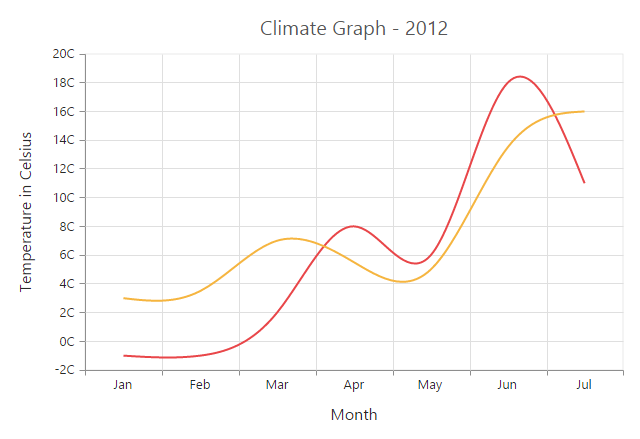 Climate Graph - 2012
Temperature in Celsius
20C
18C
16C
14C
12C
10C
8C
6C
4C
2C
0C
-2C
Jan Feb Mar Apr May Jun Jul
Month